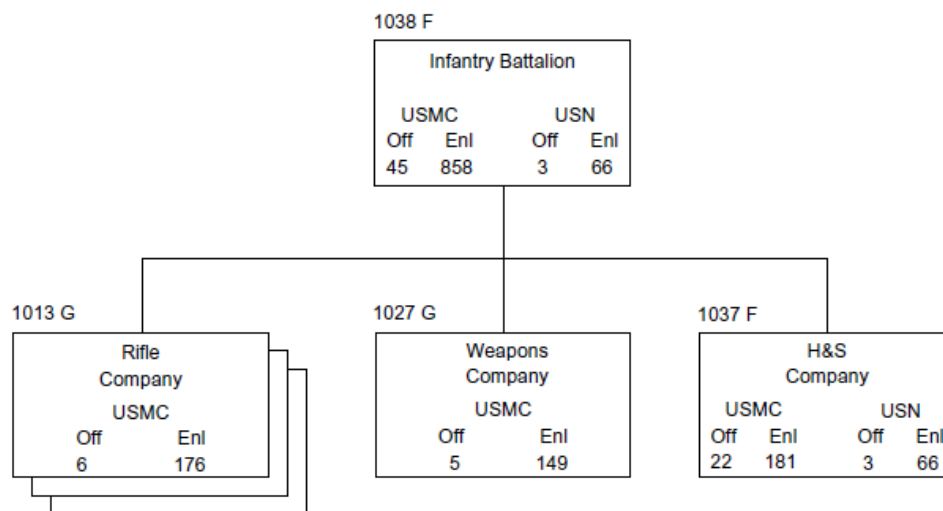 1038 F
Infantry Battalion
USMC USN
Off Enl Off Enl
45 858 3 66
1013 G
Rifle
Company
USMC
Off Enl
6 176
1027 G
Weapons
Company
USMC
Off Enl
5 149
1037 F
H&S
Company
USMC USN
Off Enl Off Enl
22 181 3 66